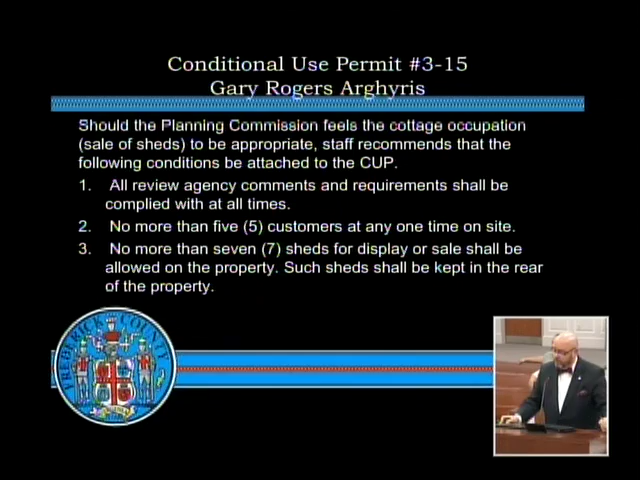 Conditional Use Permit #3-15
Gary Rogers Arghyris
Should the Planning Commission feels the cottage occupation
(sale of sheds) to be appropriate, staff recommends that the
following conditions be attached to the CUP.
1. All review agency comments and requirements shall be
complied with at all times.
2. No more than five (5) customers at any one time on site.
3. No more than seven (7) sheds for display or sale shall be
allowed on the property. Such sheds shall be kept in the rear
of the property.
FREDERICK COUNTY